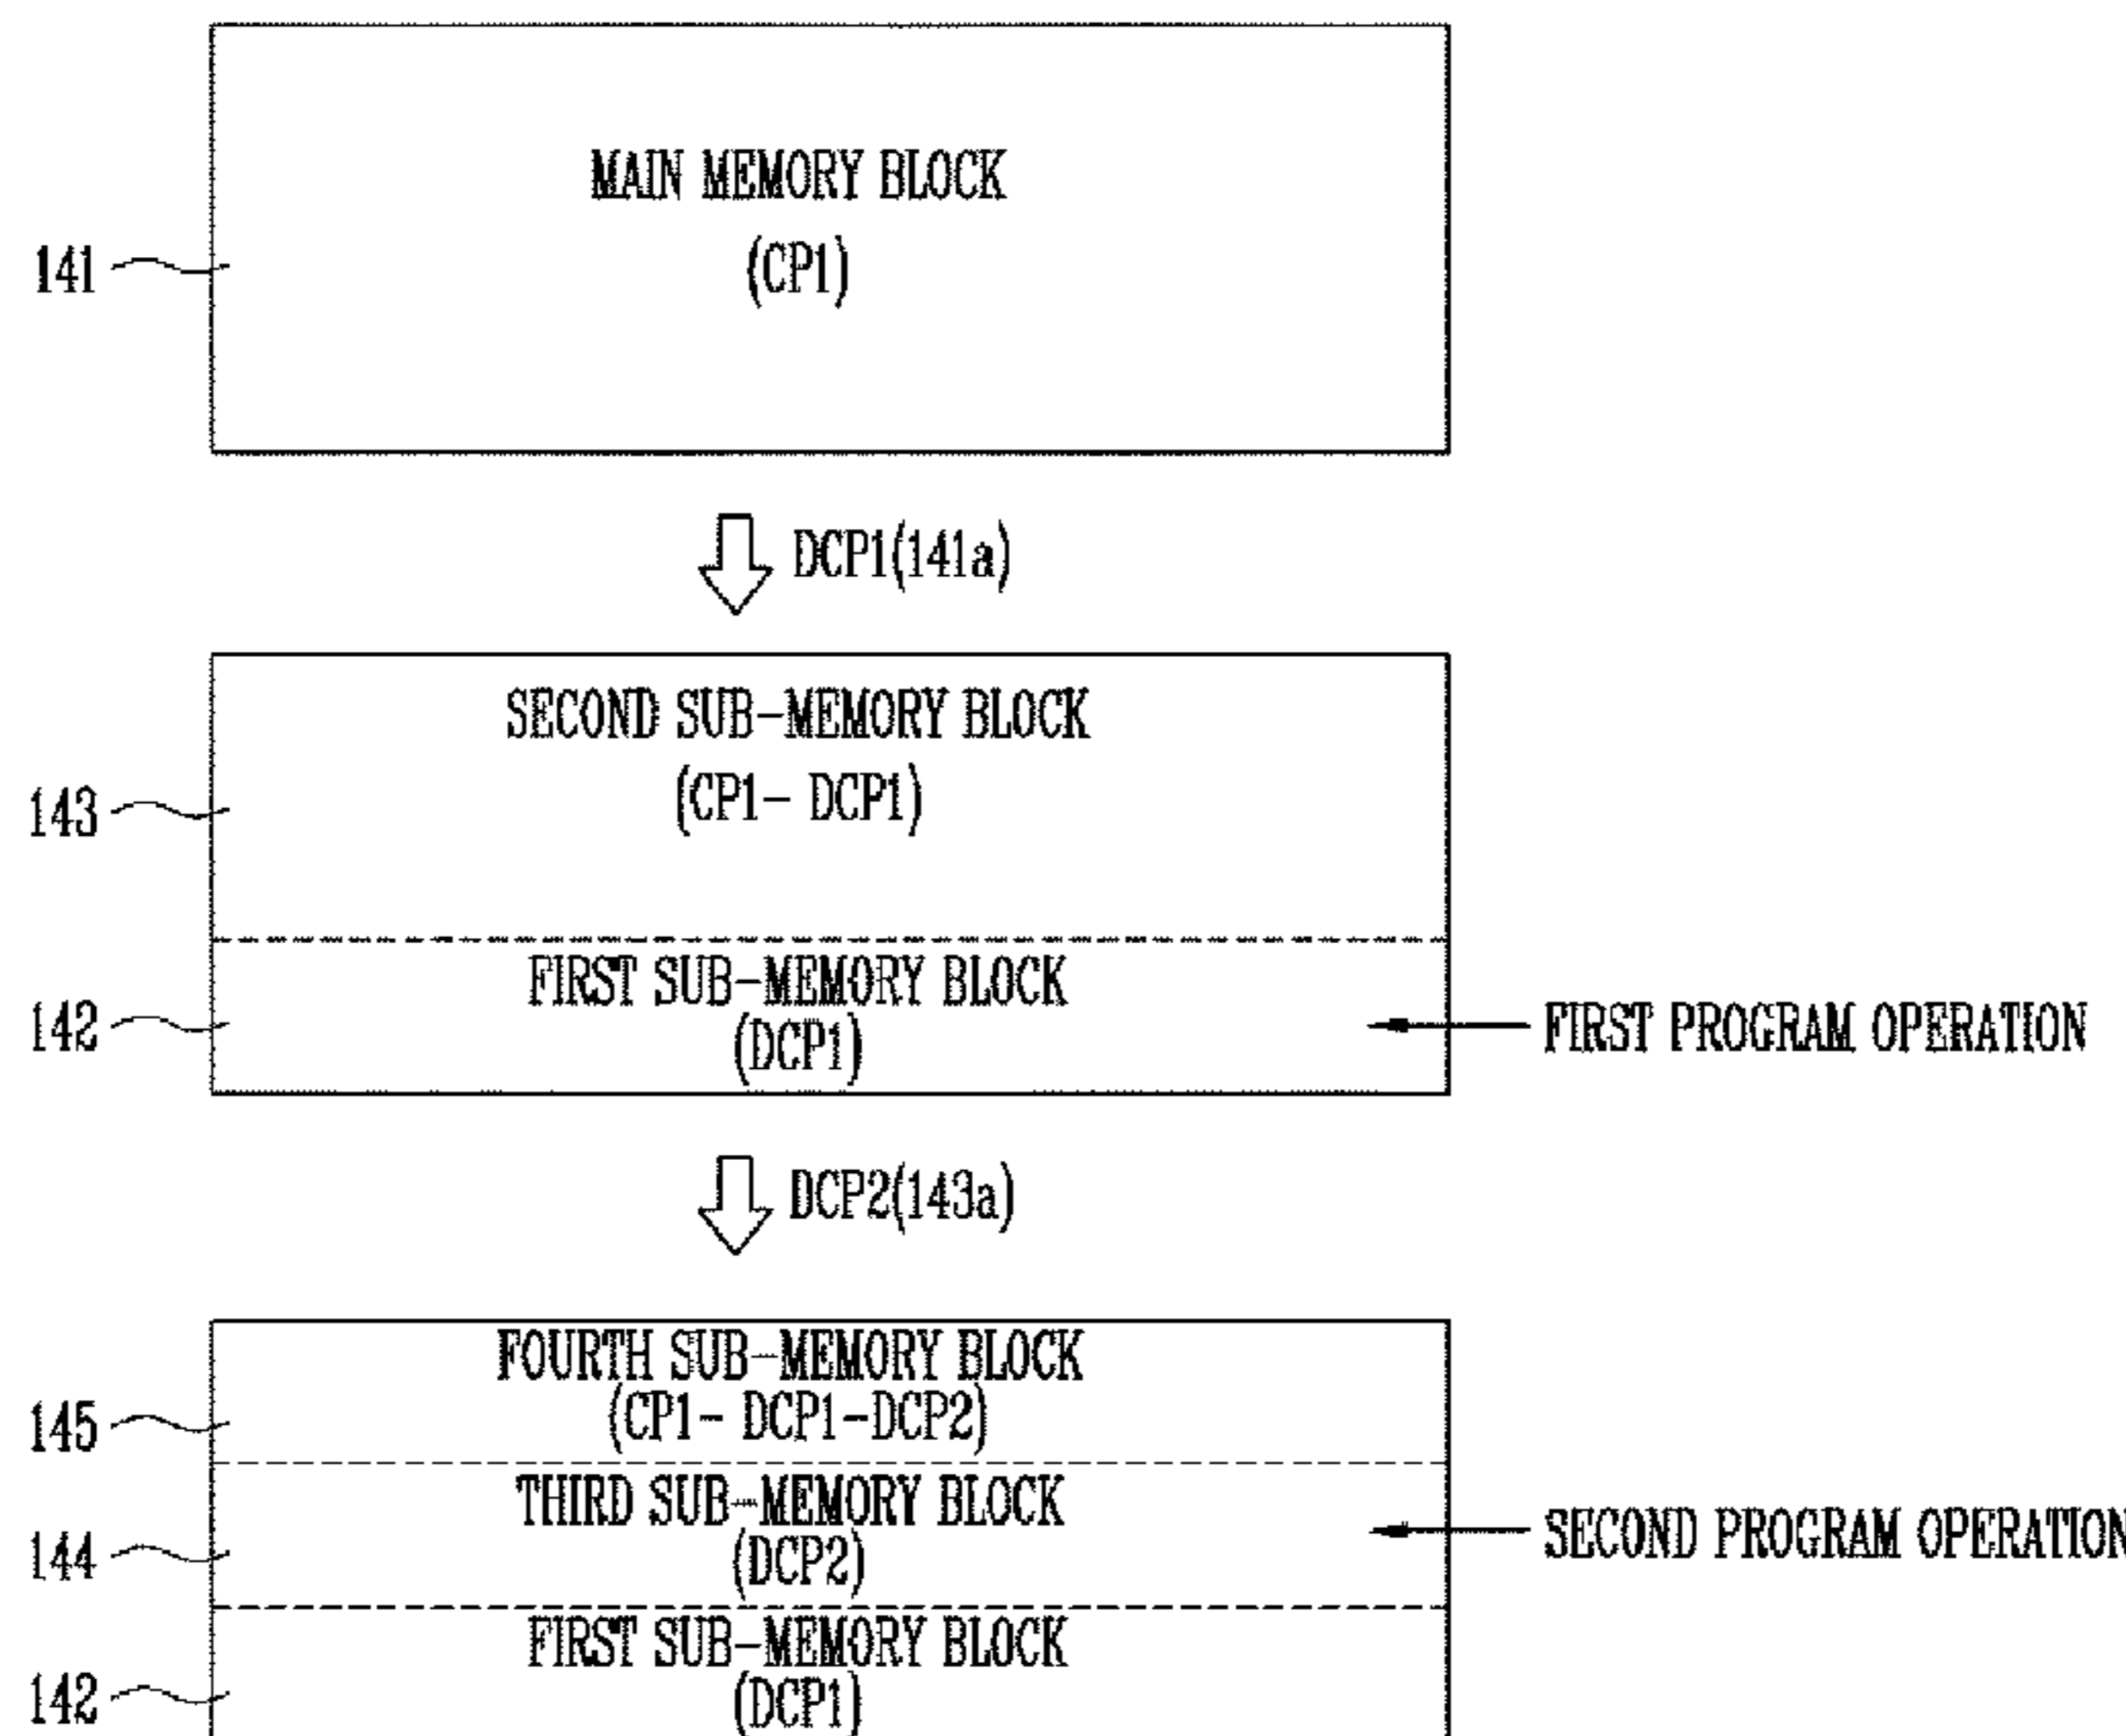 MAIN MEMORY BLOCK
(CP1)
141
DCP1(141a)
SECOND SUB-MEMORY BLOCK
(CP1- DCP1)
143
FIRST SUB-MEMORY BLOCK
(DCP1)
142
FIRST PROGRAM OPERATION
DCP2(143a)
FOURTH SUB-MEMORY BLOCK
(CP1- DCP1-DCP2)
145
THIRD SUB-MEMORY BLOCK
(DCP2)
144
SECOND PROGRAM OPERATION
FIRST SUB-MEMORY BLOCK
(DCP1)
142